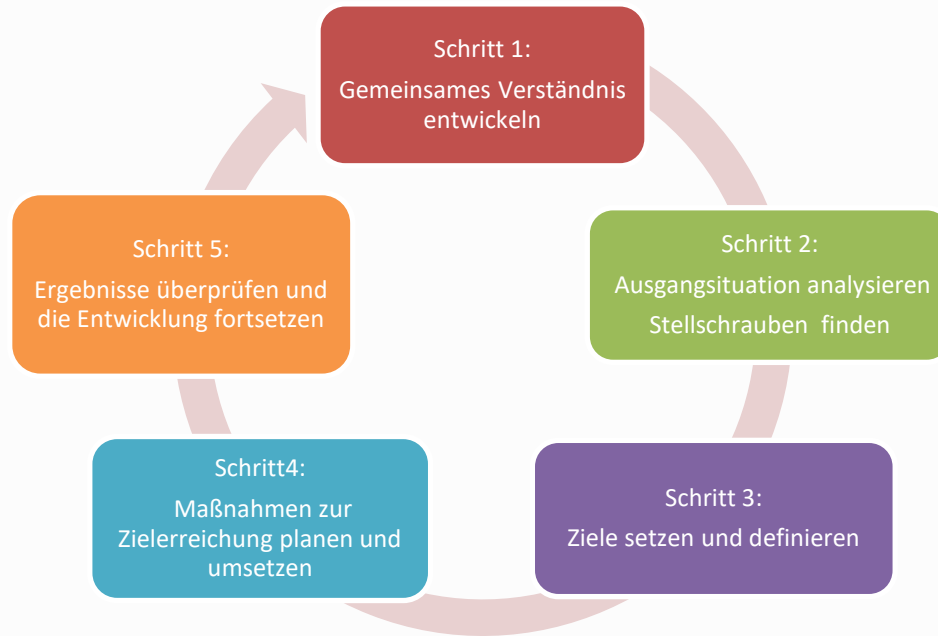 Schritt 1:
Gemeinsames Verständnis
entwickeln
Schritt 2:
Ausgangsituation analysieren
Stellschrauben  finden
Schritt 3:
Ziele setzen und definieren
Schritt4:
Maßnahmen zur
Zielerreichung planen und
umsetzen
Schritt 5:
Ergebnisse überprüfen und
die Entwicklung fortsetzen